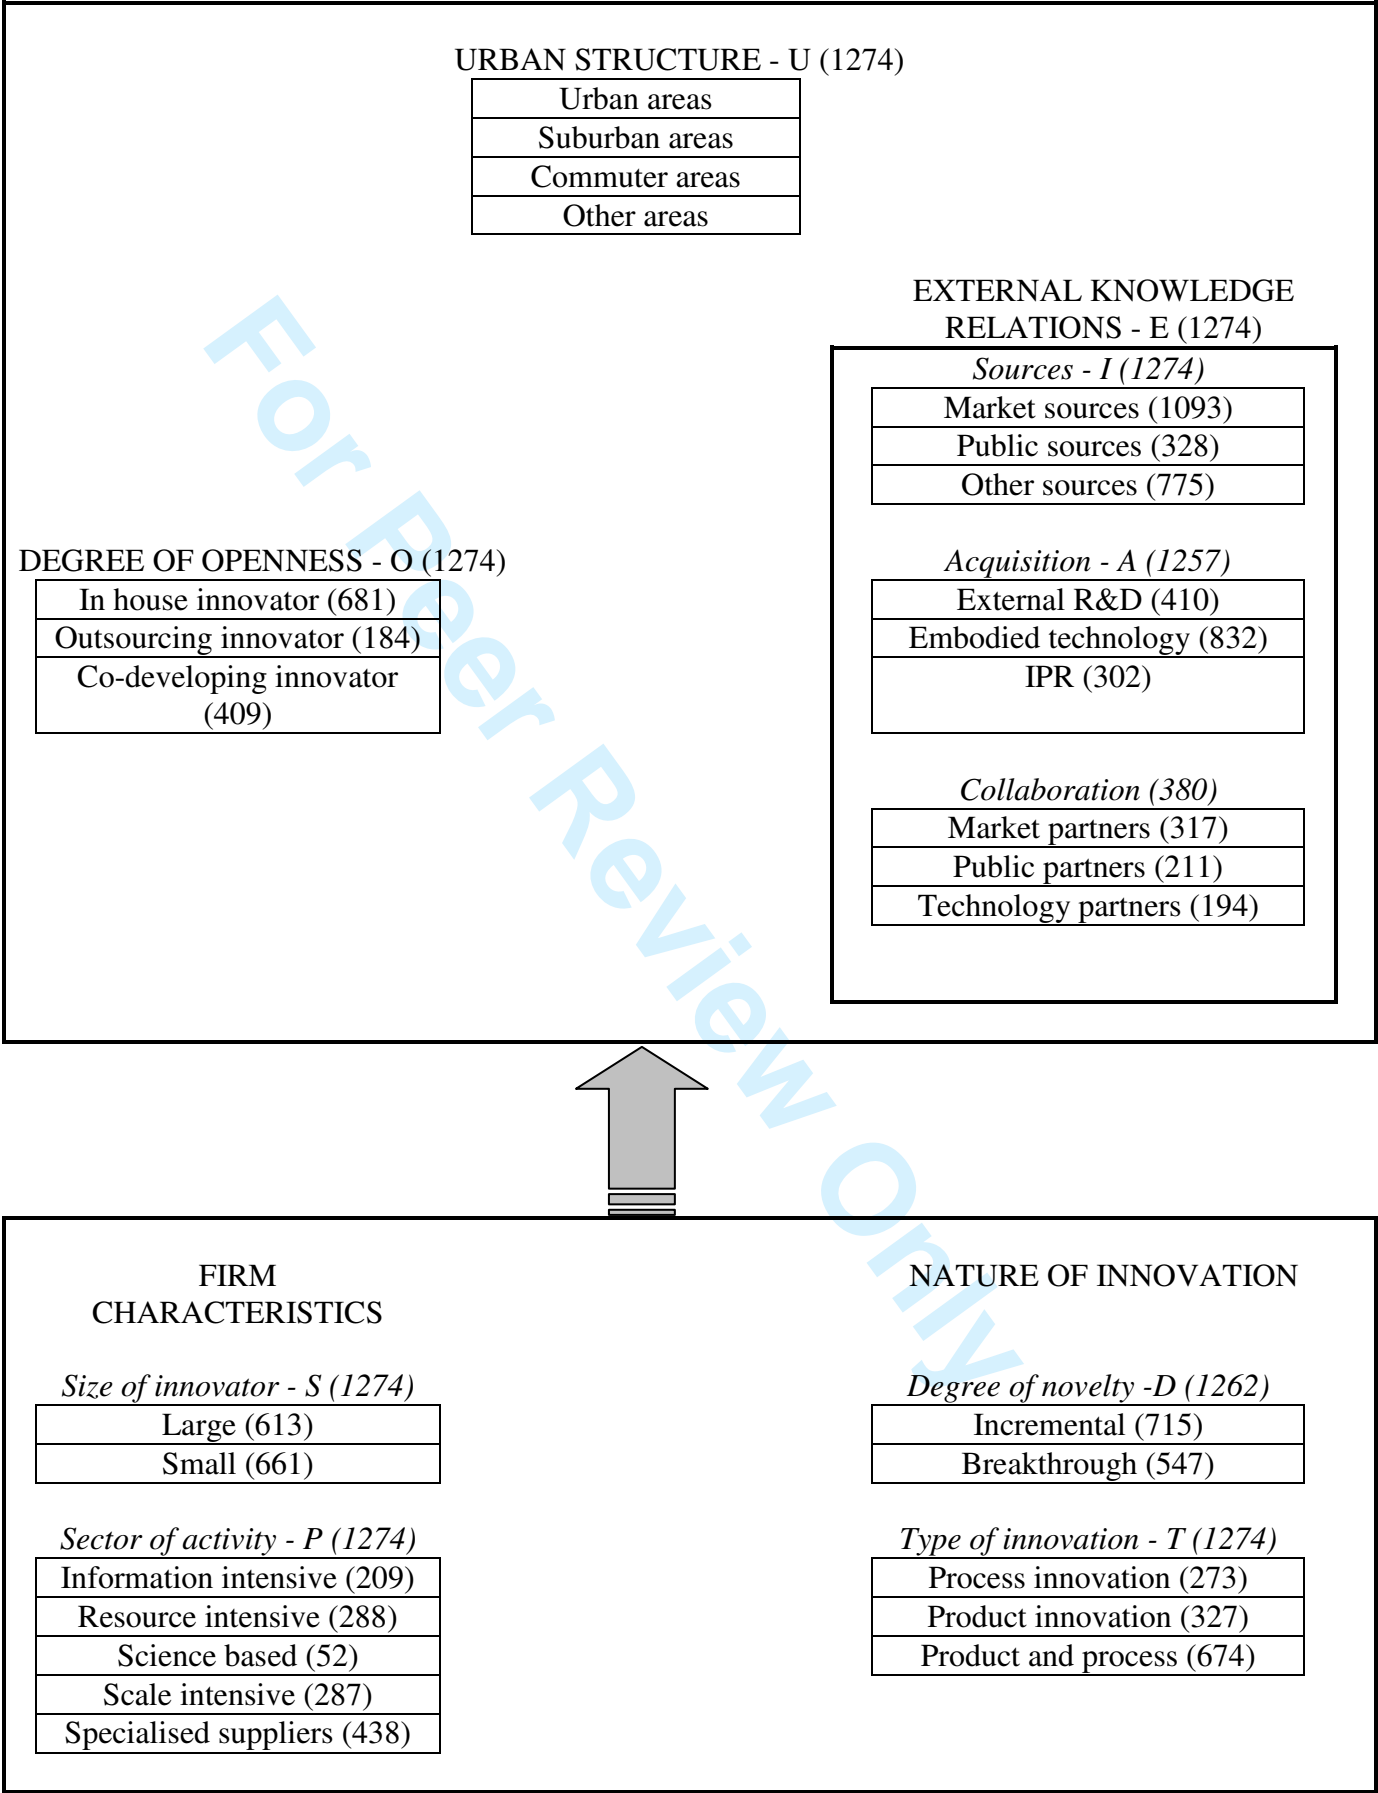 URBAN STRUCTURE - U (1274)
Urban areas
Suburban areas
Commuter areas
Other areas
EXTERNAL KNOWLEDGE
RELATIONS - E (1274)
Sources - I (1274)
Market sources (1093)
Public sources (328)
Other sources (775)
DEGREE OF OPENNESS - O (1274)
In house innovator (681)
Outsourcing innovator (184)
Co-developing innovator
(409)
Acquisition - A (1257)
External R&D (410)
Embodied technology (832)
IPR (302)
Collaboration (380)
Market partners (317)
Public partners (211)
Technology partners (194)
For Peer Review Only
FIRM
CHARACTERISTICS
Size of innovator - S (1274)
Large (613)
Small (661)
Sector of activity - P (1274)
Information intensive (209)
Resource intensive (288)
Science based (52)
Scale intensive (287)
Specialised suppliers (438)
NATURE OF INNOVATION
Degree of novelty -D (1262)
Incremental (715)
Breakthrough (547)
Type of innovation - T (1274)
Process innovation (273)
Product innovation (327)
Product and process (674)